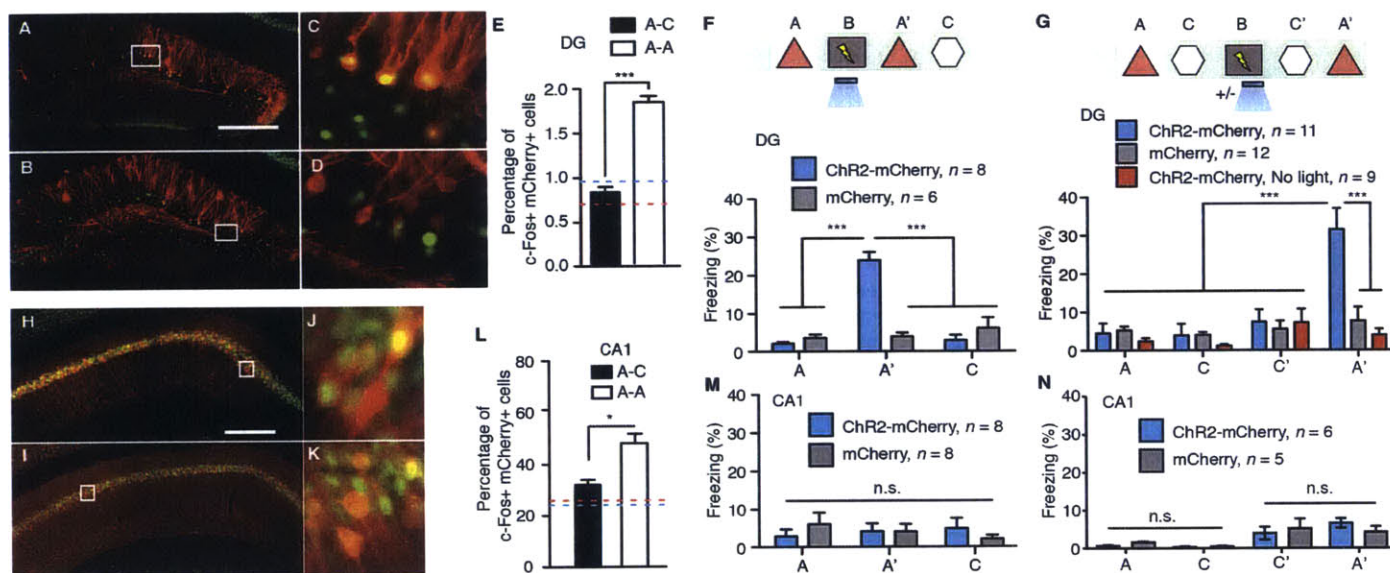 A
B
C
D
E
A-C
A-A
DG
***
Percentage of
c-Fos+ mCherry+ cells
2.0
1.5
1.0
0.5
0.0
F
A
B
A'
C
DG
ChR2-mCherry, n = 8
mCherry, n = 6
Freezing (%)
40
30
20
10
0
***
***
A
A'
C
G
A
C
B
C'
A'
+/-
DG
ChR2-mCherry, n = 11
mCherry, n = 12
ChR2-mCherry, No light, n = 9
Freezing (%)
40
30
20
10
0
***
***
A
C
C'
A'
H
I
J
K
L
CA1
A-C
A-A
*
Percentage of
c-Fos+ mCherry+ cells
80
60
40
20
0
M
CA1
ChR2-mCherry, n = 8
mCherry, n = 8
Freezing (%)
40
30
20
10
0
n.s.
A
A'
C
N
CA1
ChR2-mCherry, n = 6
mCherry, n = 5
Freezing (%)
40
30
20
10
0
n.s.
n.s.
A
C
C'
A'